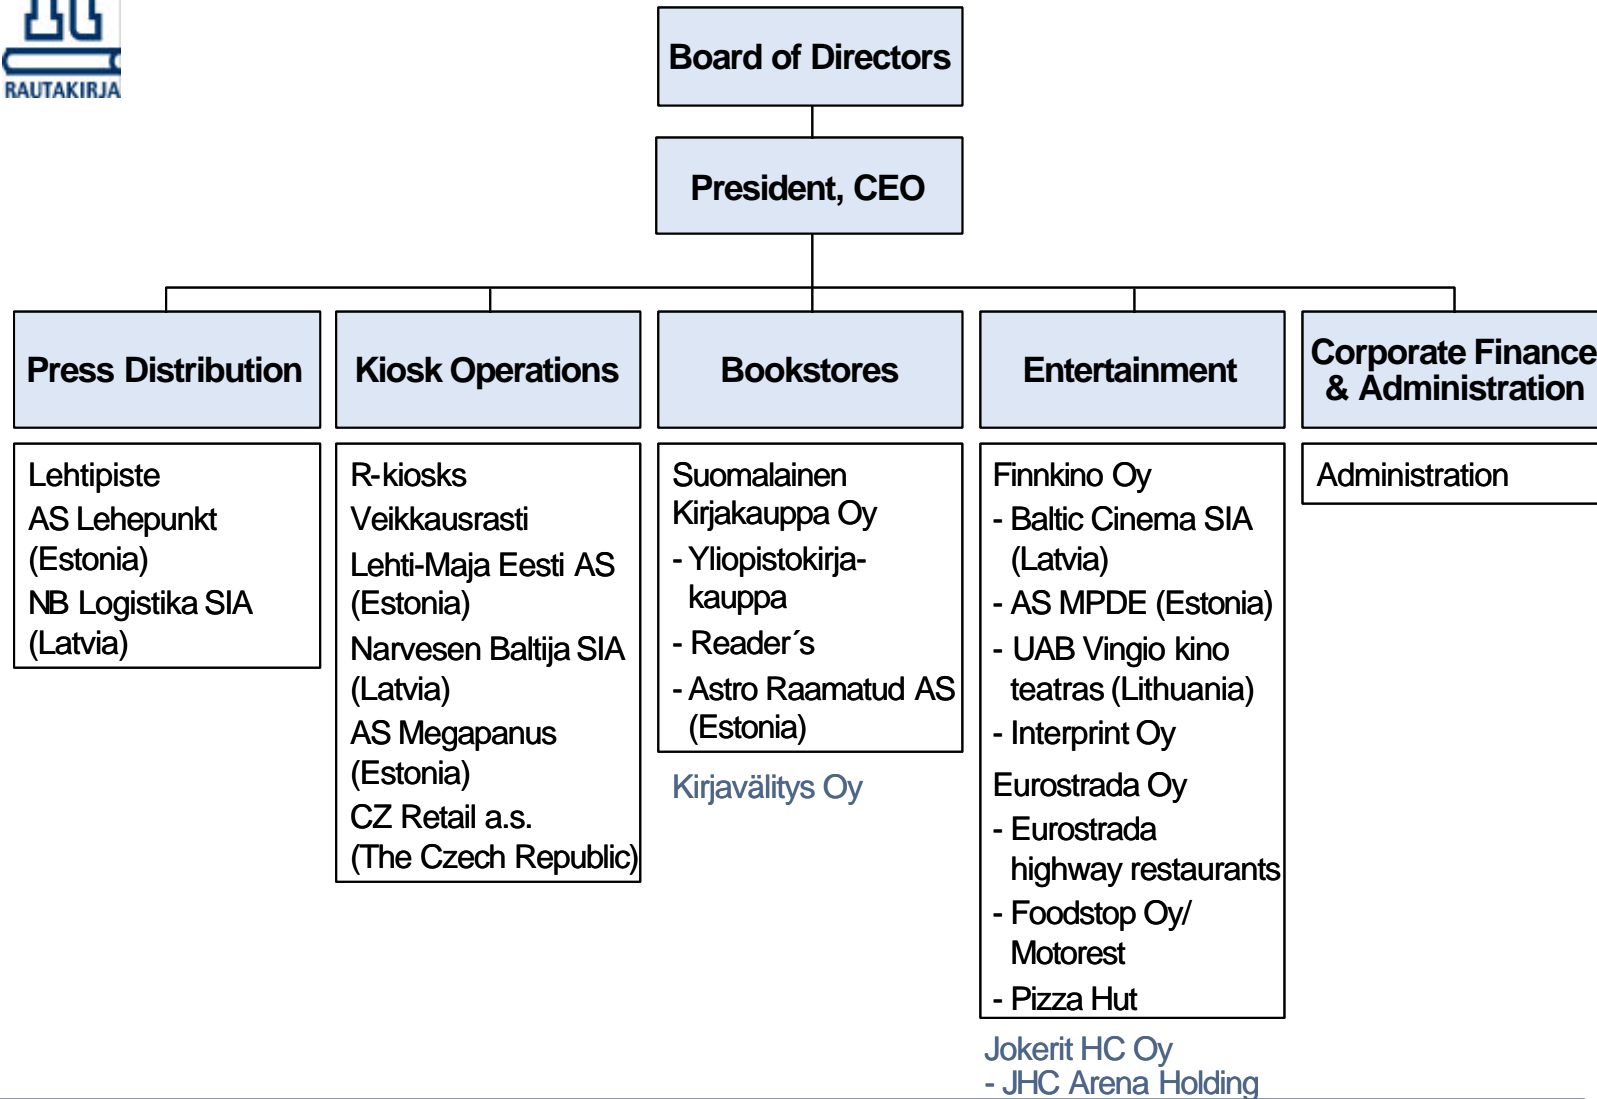 RAUTAKIRJA
Board of Directors
President, CEO
Press Distribution
Kiosk Operations
Bookstores
Entertainment
Corporate Finance
& Administration
Lehtipiste
AS Lehepunkt
(Estonia)
NB Logistika SIA
(Latvia)
R-kiosks
Veikkausrasti
Lehti-Maja Eesti AS
(Estonia)
Narvesen Baltija SIA
(Latvia)
AS Megapanus
(Estonia)
CZ Retail a.s.
(The Czech Republic)
Suomalainen
Kirjakauppa Oy
- Yliopistokirja-
kauppa
- Reader´s
- Astro Raamatud AS
(Estonia)
Kirjavälitys Oy
Finnkino Oy
- Baltic Cinema SIA
(Latvia)
- AS MPDE (Estonia)
- UAB Vingio kino
teatras (Lithuania)
- Interprint Oy
Eurostrada Oy
- Eurostrada
highway restaurants
- Foodstop Oy/
Motorest
- Pizza Hut
Jokerit HC Oy
- JHC Arena Holding
Administration